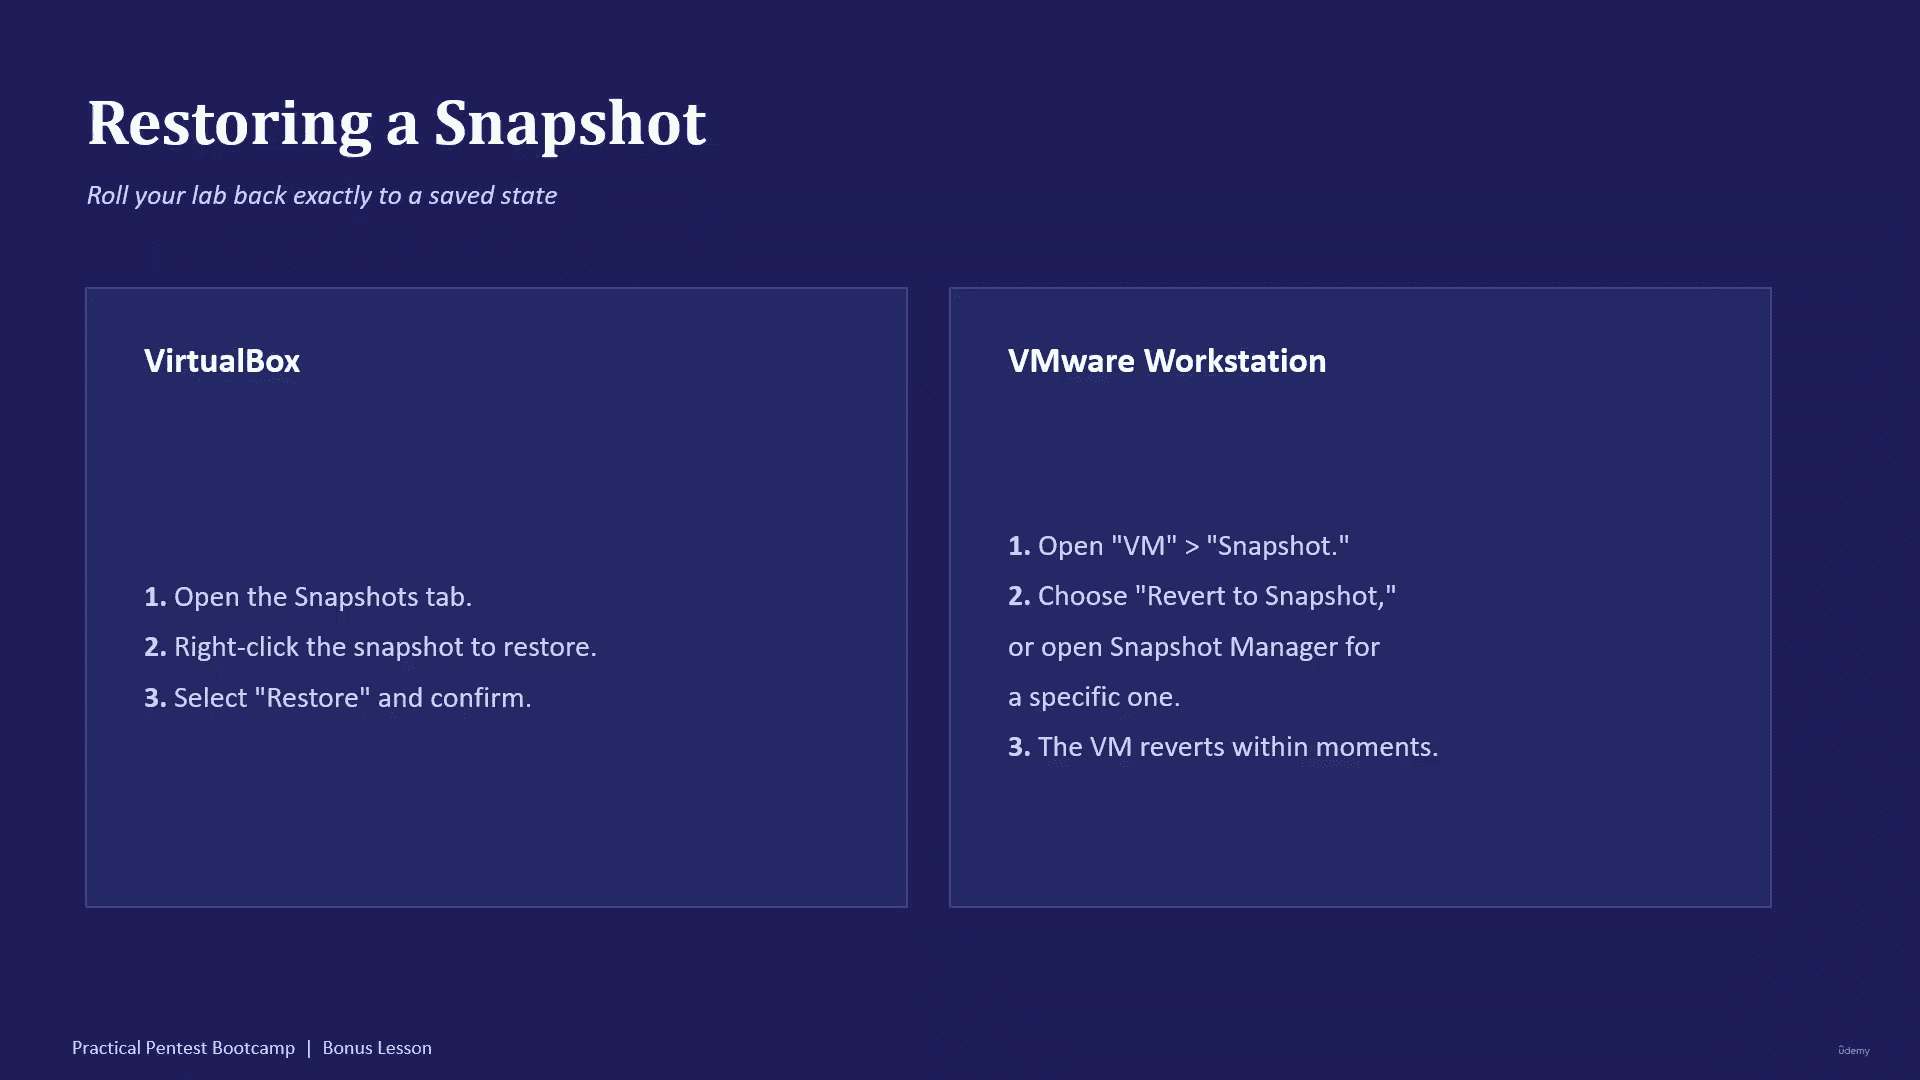 Restoring a Snapshot
Roll your lab back exactly to a saved state
VirtualBox
1. Open the Snapshots tab.
2. Right-click the snapshot to restore.
3. Select "Restore" and confirm.
VMware Workstation
1. Open "VM" > "Snapshot."
2. Choose "Revert to Snapshot,"
or open Snapshot Manager for
a specific one.
3. The VM reverts within moments.
Practical Pentest Bootcamp | Bonus Lesson
ûdemy